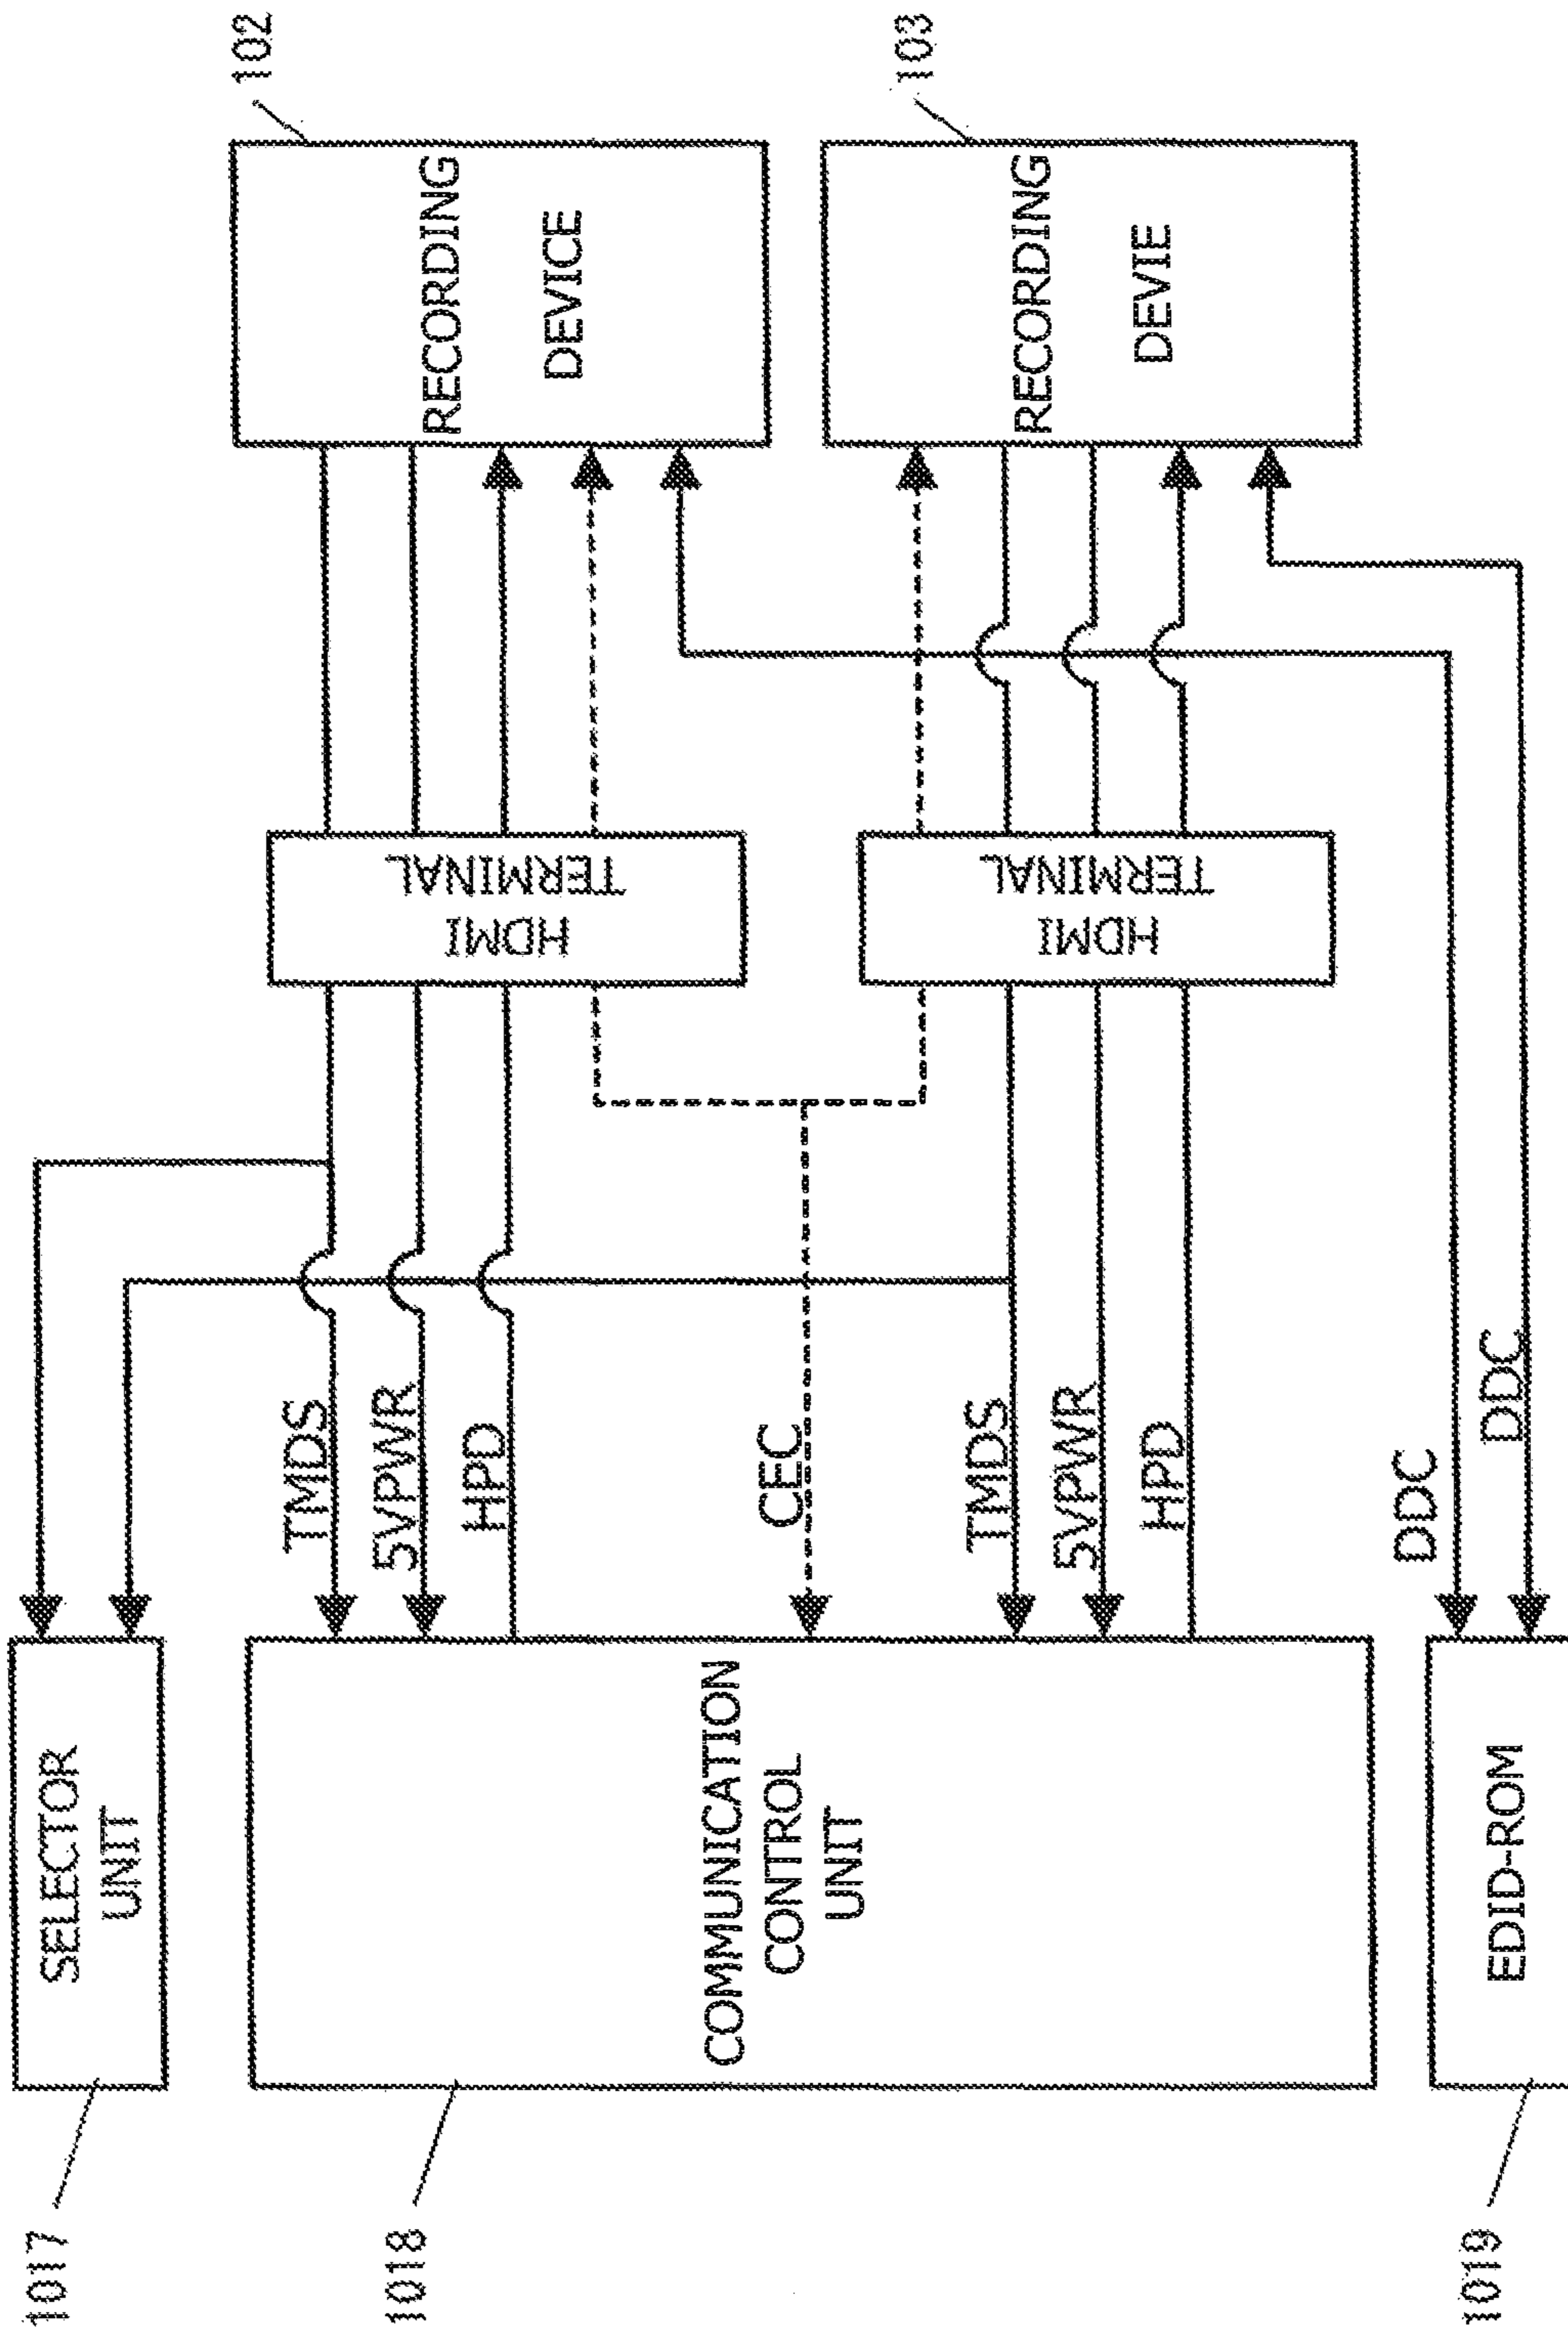 102
RECORDING
DEVICE
103
RECORDING
DEVIE
HDMI
TERMINAL
HDMI
TERMINAL
TMDS
5VPWR
HPD
CEC
TMDS
5VPWR
HPD
DDC
DDC
SELECTOR
UNIT
COMMUNICATION
CONTROL
UNIT
EDID-ROM
1017
1018
1019